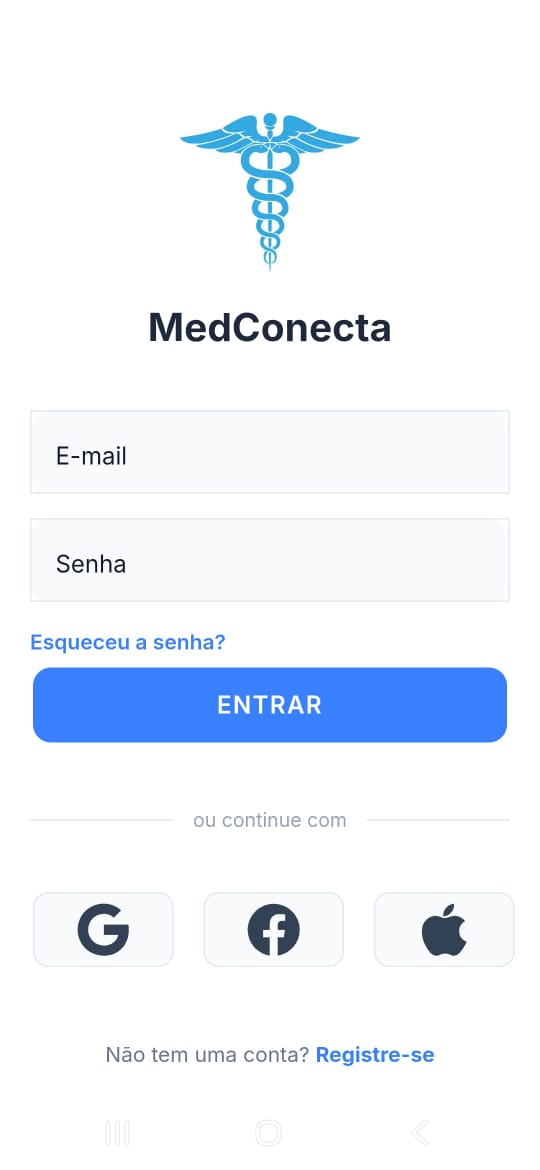 MedConecta
E-mail
Senha
Esqueceu a senha?
ENTRAR
ou continue com
Não tem uma conta? Registre-se